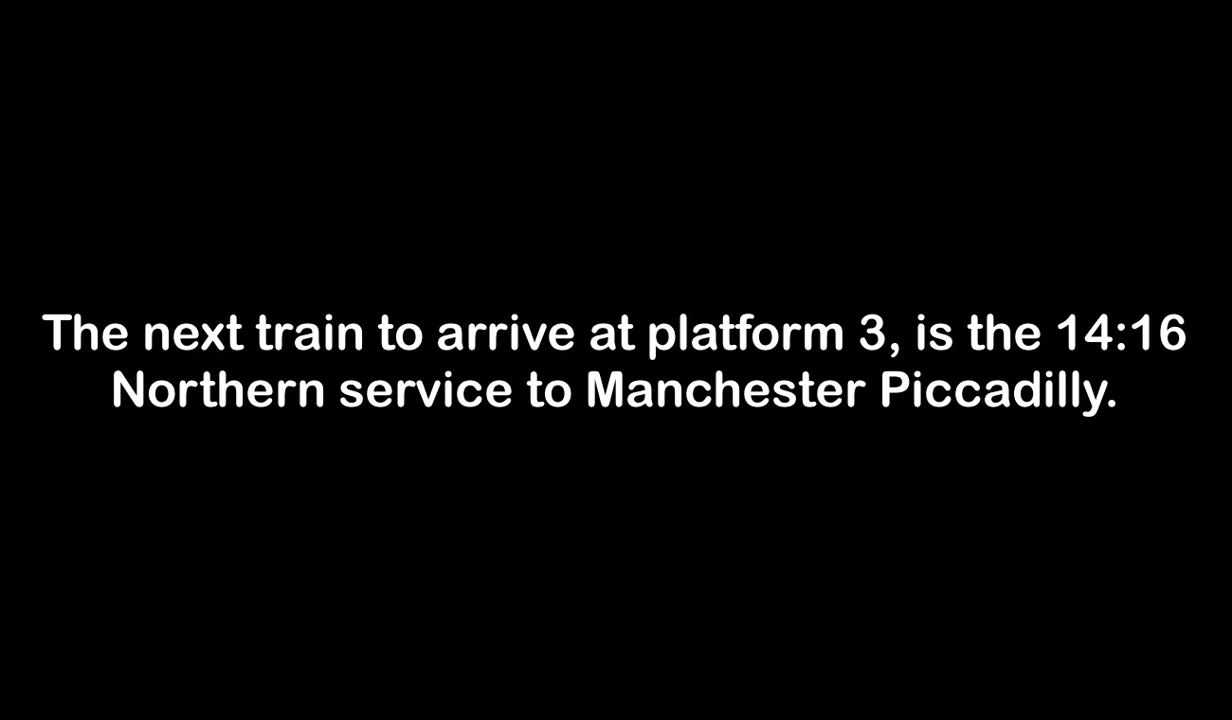 The next train to arrive at platform 3, is the 14:16
Northern service to Manchester Piccadilly.